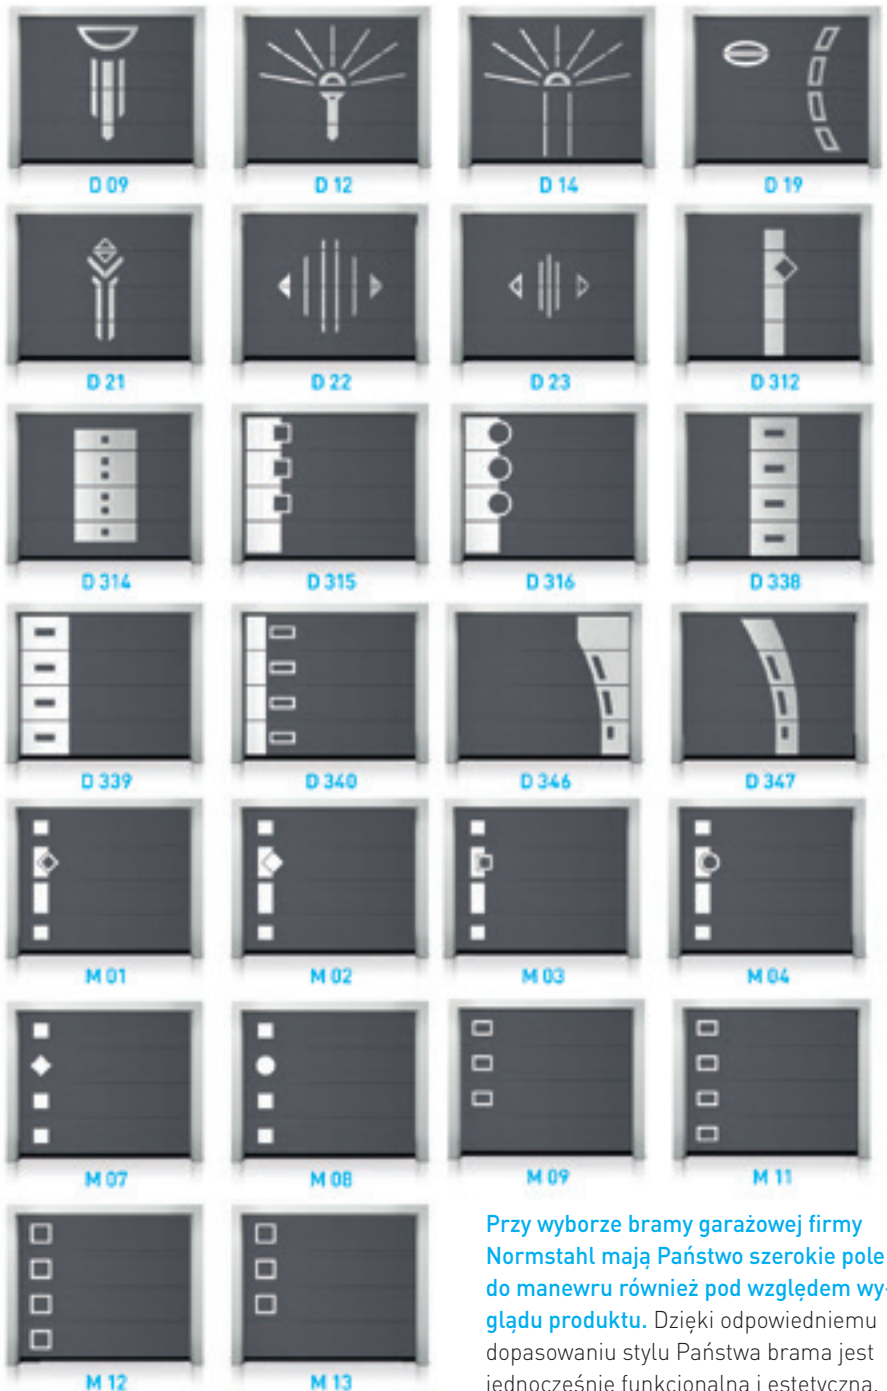 D 09
D 12
D 14
D 19
D 21
D 22
D 23
D 312
D 314
D 315
D 316
D 338
D 339
D 340
D 346
D 347
M 01
M 02
M 03
M 04
M 07
M 08
M 09
M 11
M 12
M 13
Przy wyborze bramy garażowej firmy
Normstahl mają Państwo szerokie pole
do manewru również pod względem wy-
glądu produktu. Dzięki odpowiedniemu
dopasowaniu stylu Państwa brama jest
jednocześnie funkcjonalna i estetyczna.